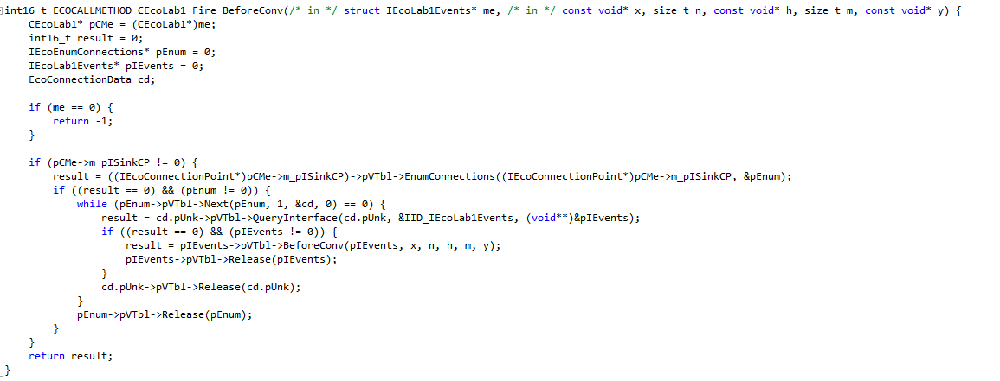 int16_t ECOCALLMETHOD CEcoLab1_Fire_BeforeConv(/* in */ struct IEcoLab1Events* me, /* in */ const void* x, size_t n, const void* h, size_t m, const void* y) {
    CEcoLab1* pCMe = (CEcoLab1*)me;
    int16_t result = 0;
    IEcoEnumConnections* pEnum = 0;
    IEcoLab1Events* pIEvents = 0;
    EcoConnectionData cd;

    if (me == 0) {
        return -1;
    }

    if (pCMe->m_pISinkCP != 0) {
        result = ((IEcoConnectionPoint*)pCMe->m_pISinkCP)->pVTbl->EnumConnections((IEcoConnectionPoint*)pCMe->m_pISinkCP, &pEnum);
        if ((result == 0) && (pEnum != 0)) {
            while (pEnum->pVTbl->Next(pEnum, 1, &cd, 0) == 0) {
                result = cd.pUnk->pVTbl->QueryInterface(cd.pUnk, &IID_IEcoLab1Events, (void**)&pIEvents);
                if ((result == 0) && (pIEvents != 0)) {
                    result = pIEvents->pVTbl->BeforeConv(pIEvents, x, n, h, m, y);
                    pIEvents->pVTbl->Release(pIEvents);
                }
                cd.pUnk->pVTbl->Release(cd.pUnk);
            }
            pEnum->pVTbl->Release(pEnum);
        }
    }
    return result;
}